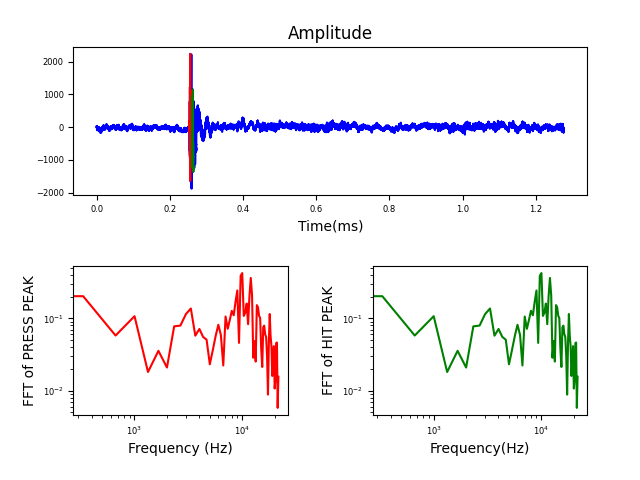 Amplitude
2000
1000
0
−1000
−2000
0.0 0.2 0.4 0.6 0.8 1.0 1.2
Time(ms)
FFT of PRESS PEAK
10⁻¹
10⁻²
10³ 10⁴
Frequency (Hz)
FFT of HIT PEAK
10⁻¹
10⁻²
10³ 10⁴
Frequency(Hz)